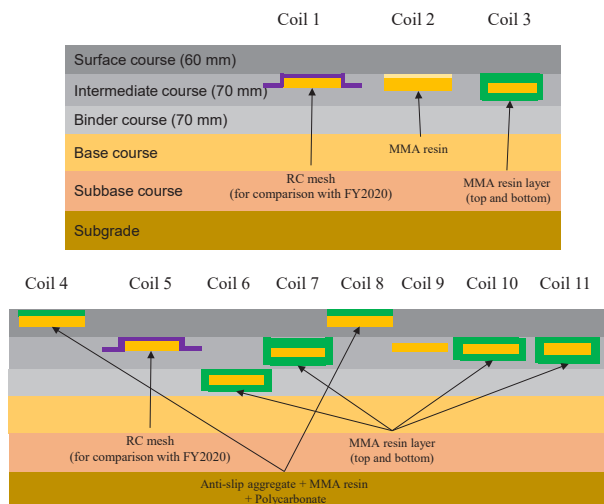 Coil 1 Coil 2 Coil 3
Surface course (60 mm)
Intermediate course (70 mm)
Binder course (70 mm)
Base course
MMA resin
Subbase course
RC mesh
(for comparison with FY2020)
MMA resin layer
(top and bottom)
Subgrade
Coil 4 Coil 5 Coil 6 Coil 7 Coil 8 Coil 9 Coil 10 Coil 11
RC mesh
(for comparison with FY2020)
MMA resin layer
(top and bottom)
Anti-slip aggregate + MMA resin
+ Polycarbonate